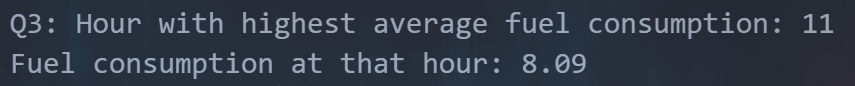 Q3: Hour with highest average fuel consumption: 11
Fuel consumption at that hour: 8.09